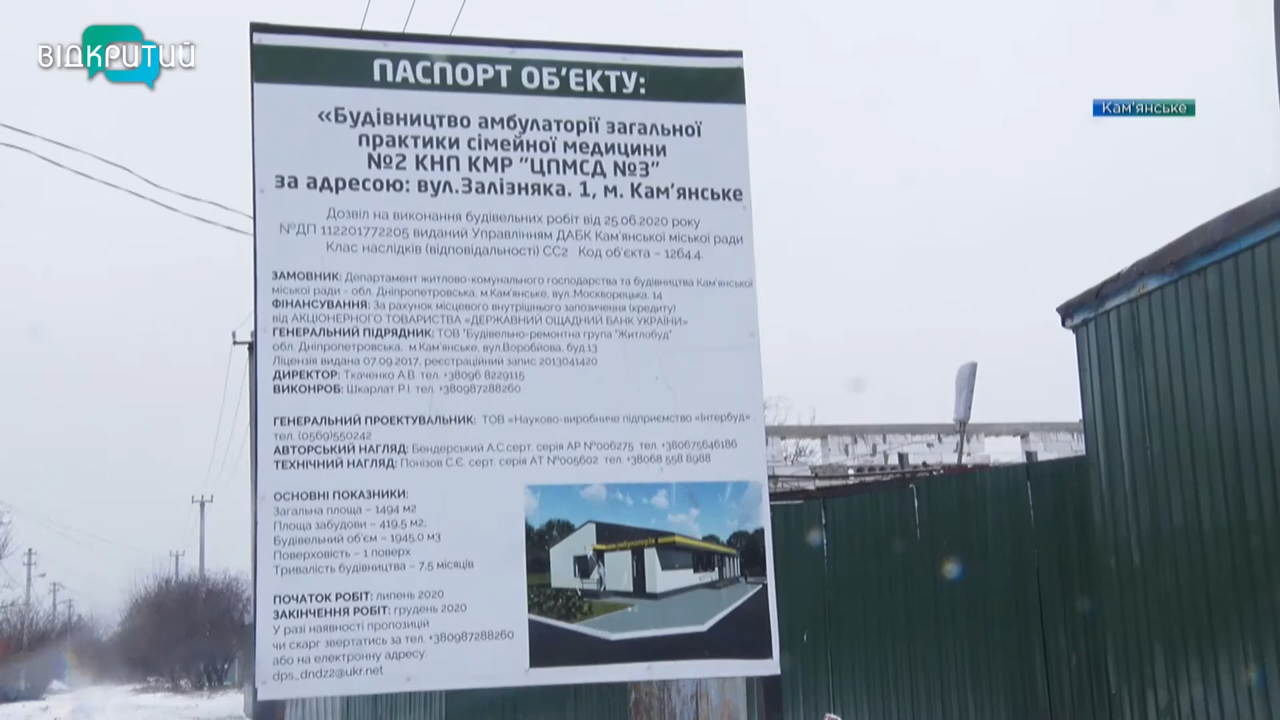 ВІДКРИТИЙ
Кам'янське
ПАСПОРТ ОБ'ЄКТУ:
«Будівництво амбулаторії загальної
практики сімейної медицини
№2 КНП КМР "ЦПМСД №3"
за адресою: вул.Залізняка. 1, м. Кам'янське
Дозвіл на виконання будівельних робіт від 25.06.2020 року
№ДП 112201772205 виданий Управлінням ДАБК Кам'янської міської ради
Клас наслідків (відповідальності) СС2 Код об'єкта – 1264.4.
ЗАМОВНИК: Департамент житлово-комунального господарства та будівництва Кам'янської
міської ради - обл. Дніпропетровська, м.Кам'янське, вул.Москворецька, 14
ФІНАНСУВАННЯ: За рахунок місцевого внутрішнього запозичення (кредиту)
від АКЦІОНЕРНОГО ТОВАРИСТВА «ДЕРЖАВНИЙ ОЩАДНИЙ БАНК УКРАЇНИ»
ГЕНЕРАЛЬНИЙ ПІДРЯДНИК: ТОВ "Будівельно-ремонтна група "Житлобуд"
обл. Дніпропетровська, м.Кам'янське, вул.Воробйова, буд.13
Ліцензія видана 07.09.2017, реєстраційний запис 2013041420
ДИРЕКТОР: Ткаченко А.В. тел. +38096 8229115
ВИКОНРОБ: Шкарлат Р.І. тел. +380987288260
ГЕНЕРАЛЬНИЙ ПРОЕКТУВАЛЬНИК: ТОВ «Науково-виробниче підприємство «Інтербуд»
тел. (0569)550242
АВТОРСЬКИЙ НАГЛЯД: Бендерський А.С.серт. серія АР №006275 тел. +380675646186
ТЕХНІЧНИЙ НАГЛЯД: Понізов С.Є. серт. серія АТ №005602 тел. +38068 558 8988
ОСНОВНІ ПОКАЗНИКИ:
Загальна площа – 1494 м2
Площа забудови – 419.5 м2;
Будівельний об'єм – 1945.0 м3
Поверховість – 1 поверх
Тривалість будівництва – 7.5 місяців
ПОЧАТОК РОБІТ: липень 2020
ЗАКІНЧЕННЯ РОБІТ: грудень 2020
У разі наявності пропозицій
чи скарг звертатись за тел. +380987288260
або на електронну адресу:
dps_dndz2@ukr.net